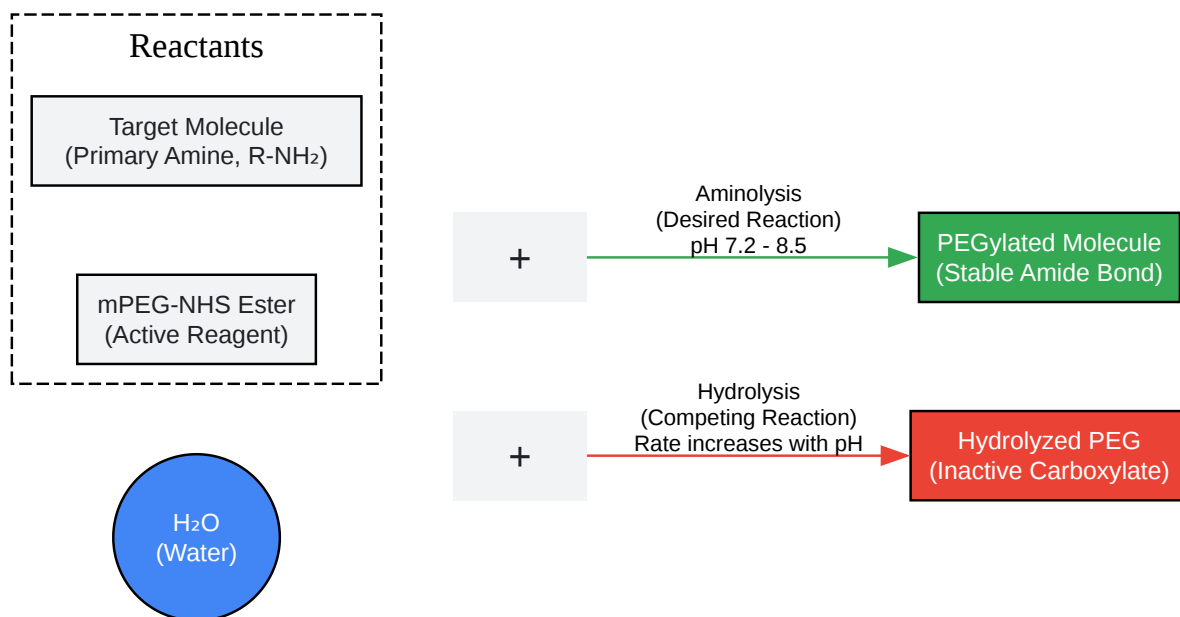 Reactants
Target Molecule
(Primary Amine, R-NH₂)
mPEG-NHS Ester
(Active Reagent)
H₂O
(Water)
+
Aminolysis
(Desired Reaction)
pH 7.2 - 8.5
PEGylated Molecule
(Stable Amide Bond)
+
Hydrolysis
(Competing Reaction)
Rate increases with pH
Hydrolyzed PEG
(Inactive Carboxylate)